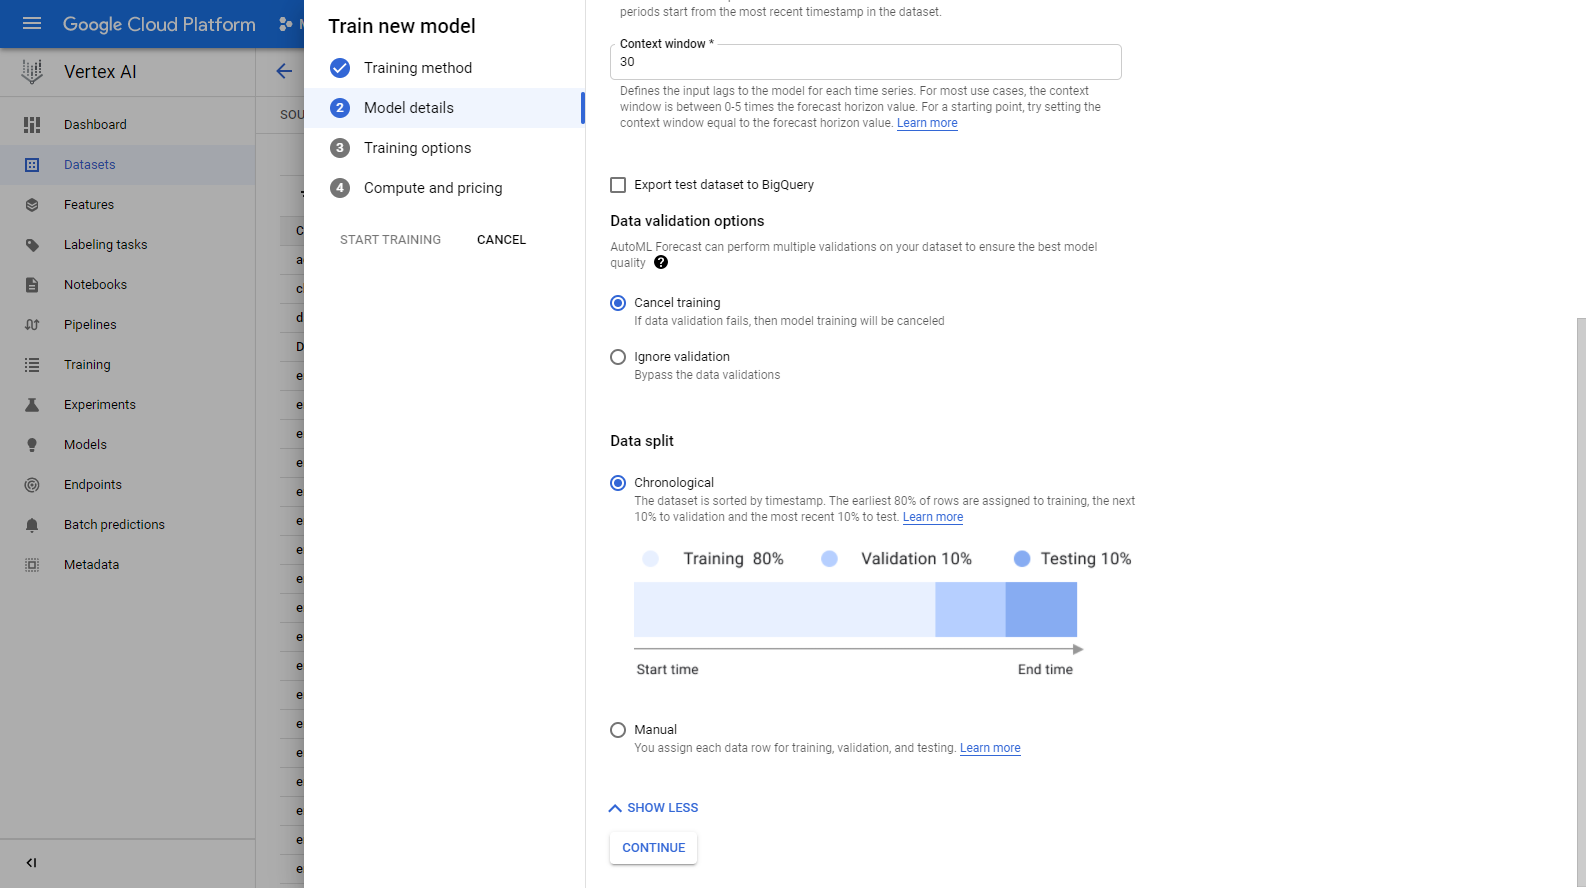 Google Cloud Platform
Vertex AI
Dashboard
Datasets
Features
Labeling tasks
Notebooks
Pipelines
Training
Experiments
Models
Endpoints
Batch predictions
Metadata
SOU
Train new model
Training method
2 Model details
3 Training options
4 Compute and pricing
START TRAINING CANCEL
periods start from the most recent timestamp in the dataset.
Context window *
30
Defines the input lags to the model for each time series. For most use cases, the context
window is between 0-5 times the forecast horizon value. For a starting point, try setting the
context window equal to the forecast horizon value. Learn more
Export test dataset to BigQuery
Data validation options
AutoML Forecast can perform multiple validations on your dataset to ensure the best model
quality ?
Cancel training
If data validation fails, then model training will be canceled
Ignore validation
Bypass the data validations
Data split
Chronological
The dataset is sorted by timestamp. The earliest 80% of rows are assigned to training, the next
10% to validation and the most recent 10% to test. Learn more
Training 80% Validation 10% Testing 10%
Start time End time
Manual
You assign each data row for training, validation, and testing. Learn more
SHOW LESS
CONTINUE